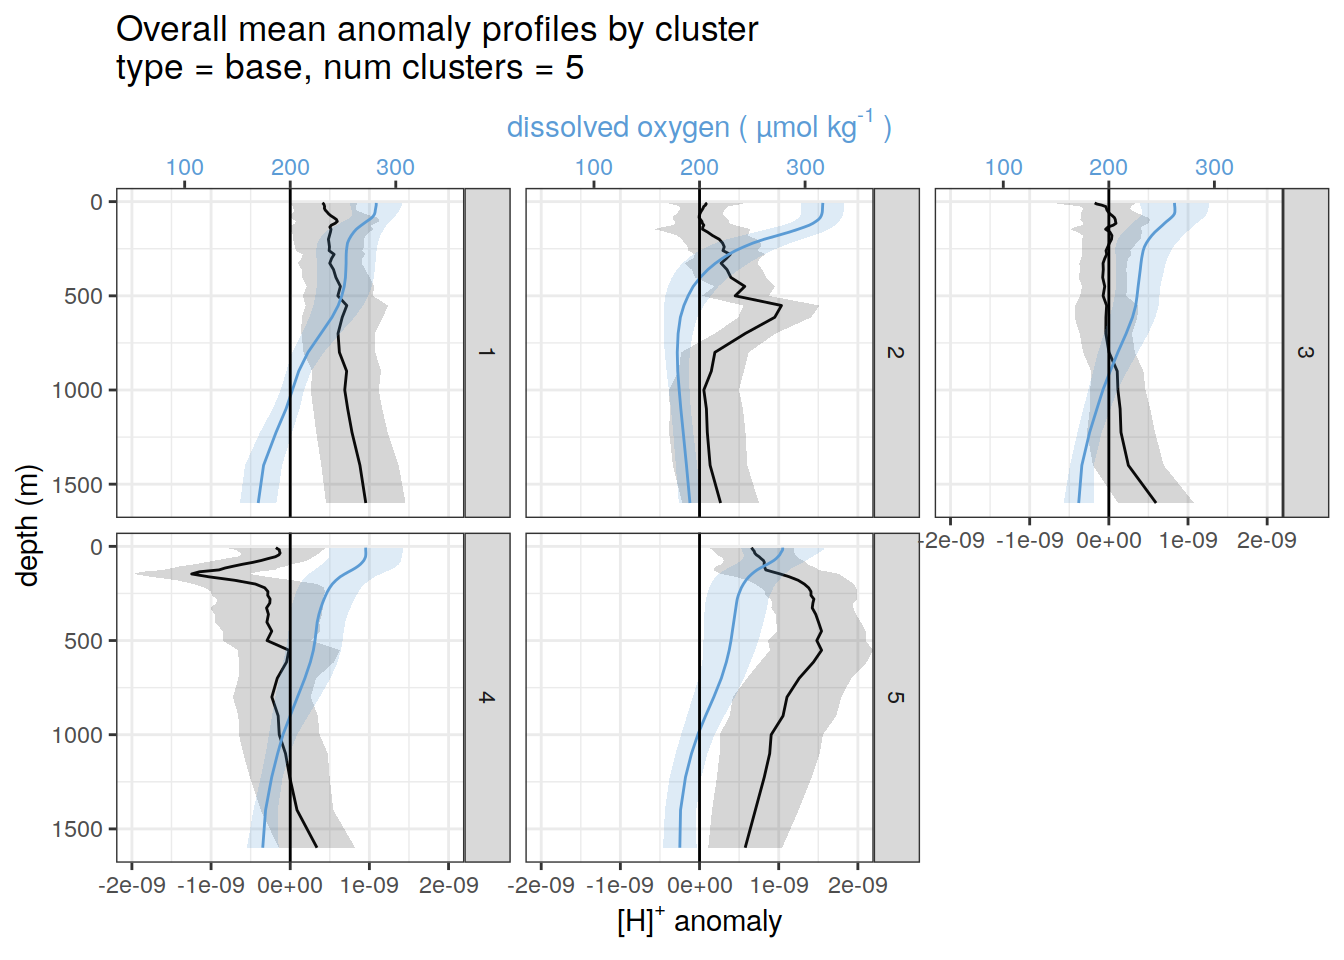 Overall mean anomaly profiles by cluster
type = base, num clusters = 5
dissolved oxygen ( µmol kg⁻¹ )
100 200 300 100 200 300 100 200 300
0
500
1000
1500
1
2
3
-2e-09 -1e-09 0e+00 1e-09 2e-09
depth (m)
0
500
1000
1500
4
5
-2e-09 -1e-09 0e+00 1e-09 2e-09 -2e-09 -1e-09 0e+00 1e-09 2e-09
[H]⁺ anomaly